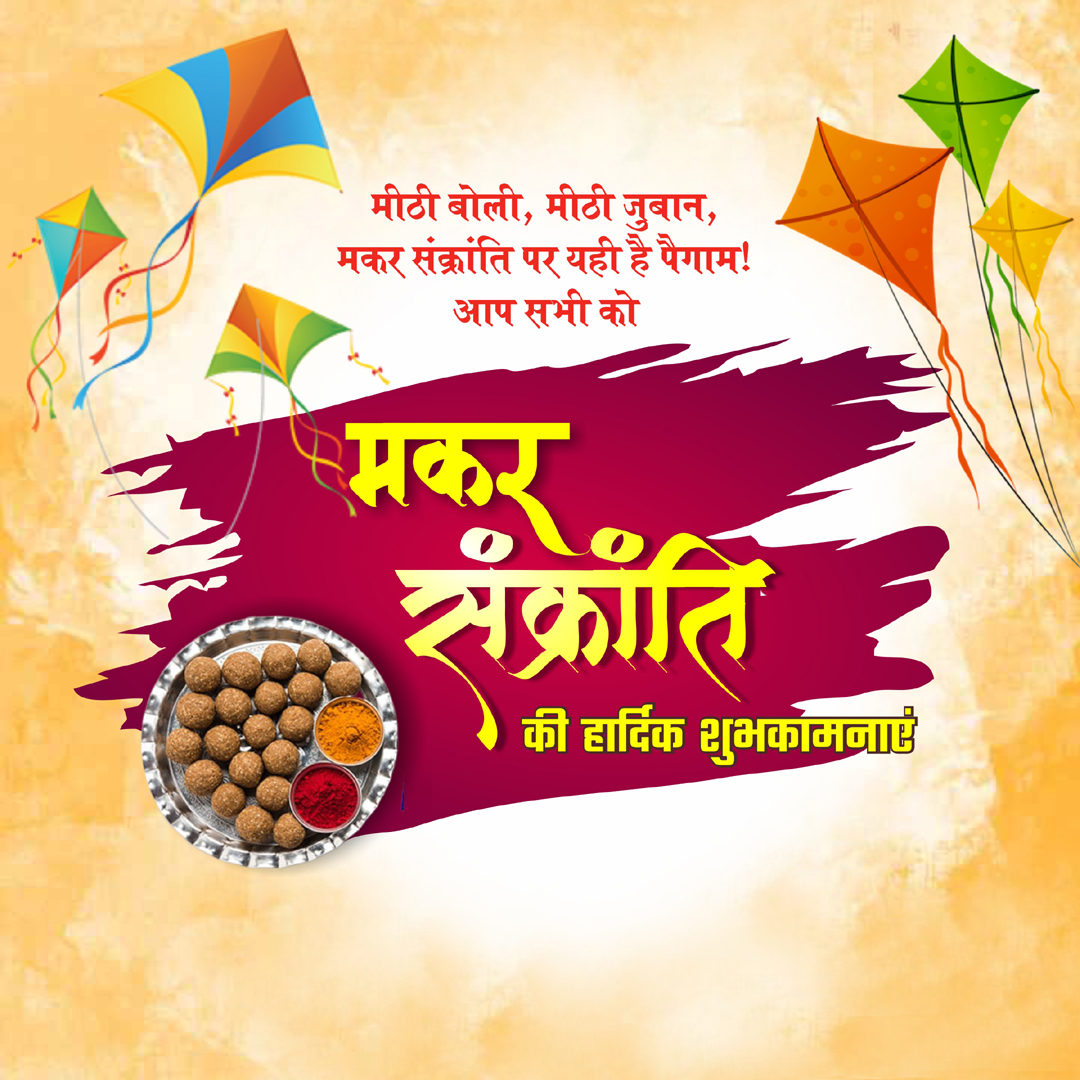 मीठी बोली, मीठी जुबान,
मकर संक्रांति पर यही है पैगाम!
आप सभी को
मकर
संक्रांति
की हार्दिक शुभकामनाएं